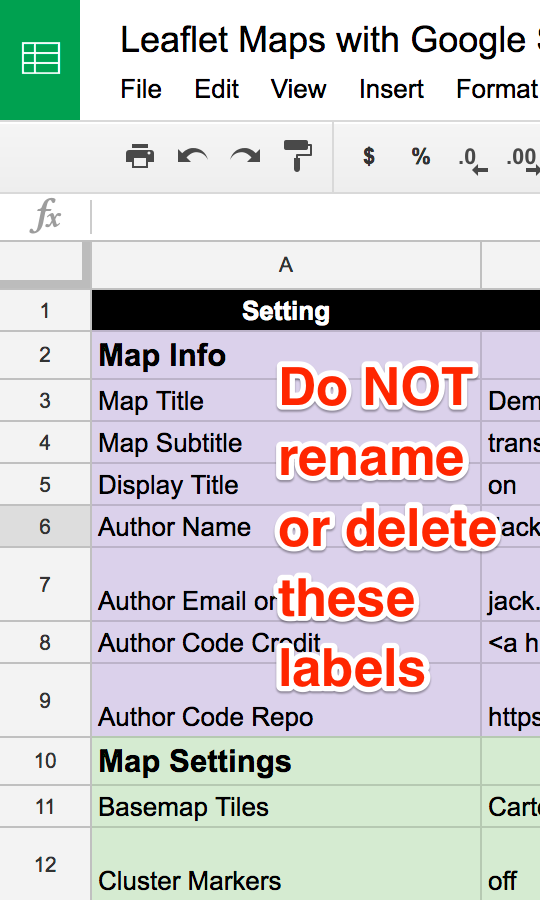 Leaflet Maps with Google
File Edit View Insert Format
$ % .0 .00
fx
A
1 Setting
2 Map Info
3 Map Title Dem
4 Map Subtitle trans
5 Display Title on
6 Author Name jack
7 Author Email or jack.
8 Author Code Credit <a h
9 Author Code Repo https
10 Map Settings
11 Basemap Tiles Carto
12 Cluster Markers off
Do NOT
rename
or delete
these
labels